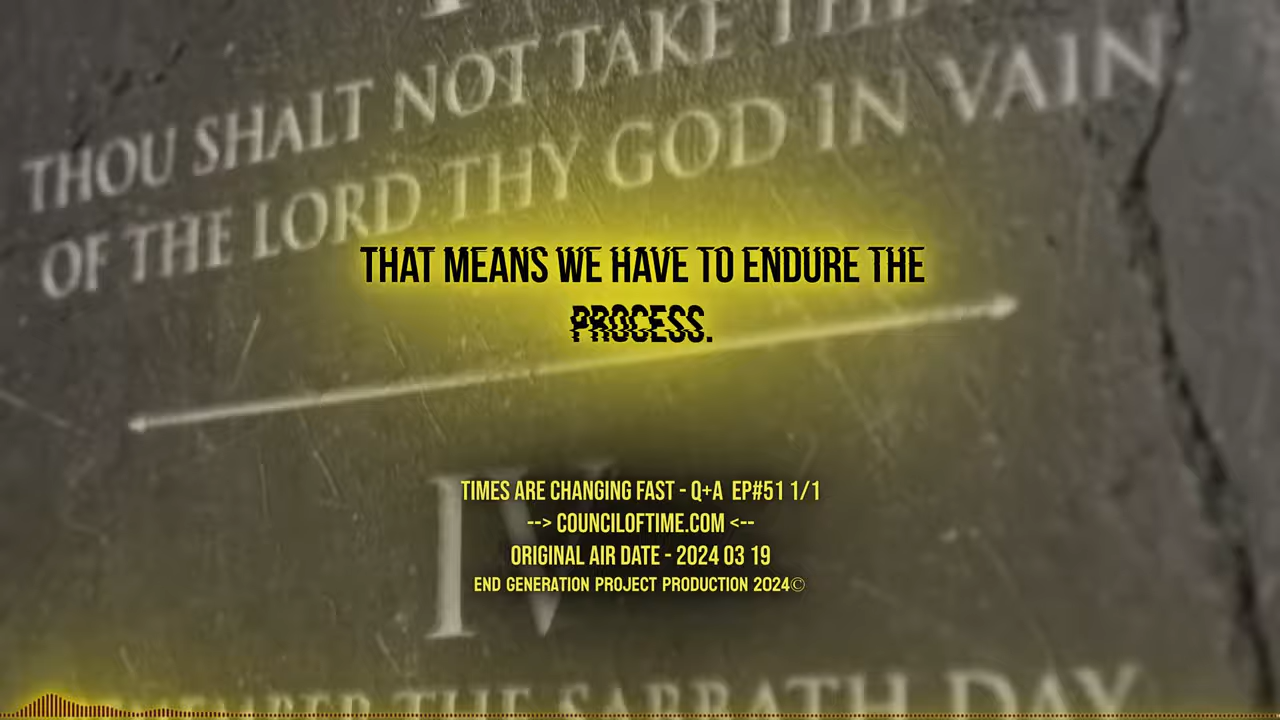 THOU SHALT NOT TAKE THE
OF THE LORD THY GOD IN VAIN.
THAT MEANS WE HAVE TO ENDURE THE
PROCESS.
IV
TIMES ARE CHANGING FAST - Q+A EP#51 1/1
--> COUNCILOFTIME.COM <--
ORIGINAL AIR DATE - 2024 03 19
END GENERATION PROJECT PRODUCTION 2024©
THE SABBATH DAY